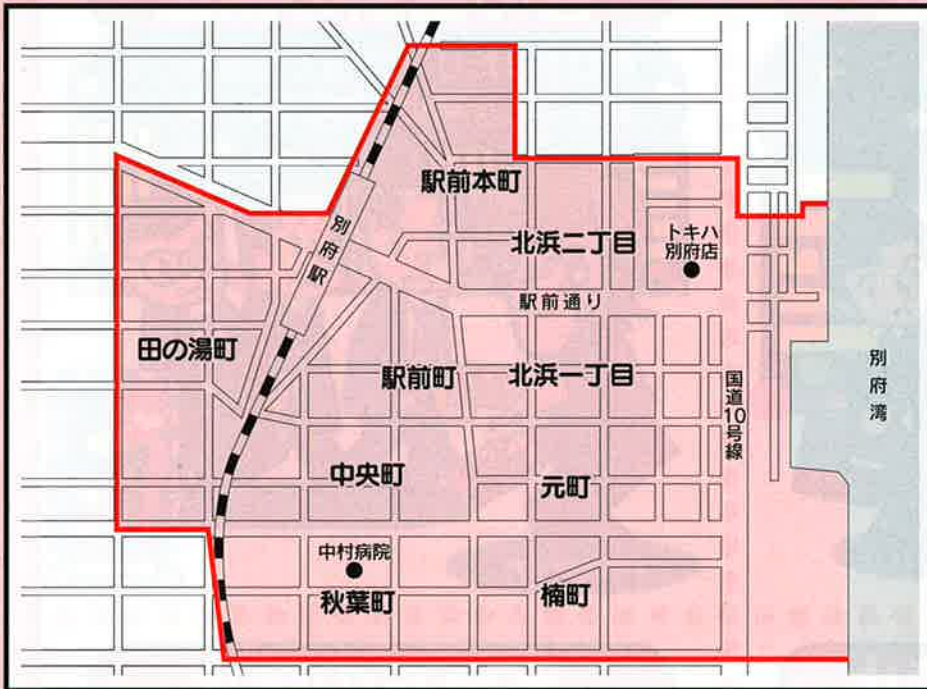 駅前本町
別府駅
北浜二丁目
トキハ
別府店
駅前通り
田の湯町
駅前町
北浜一丁目
国道10号線
別府湾
中央町
元町
中村病院
秋葉町
楠町